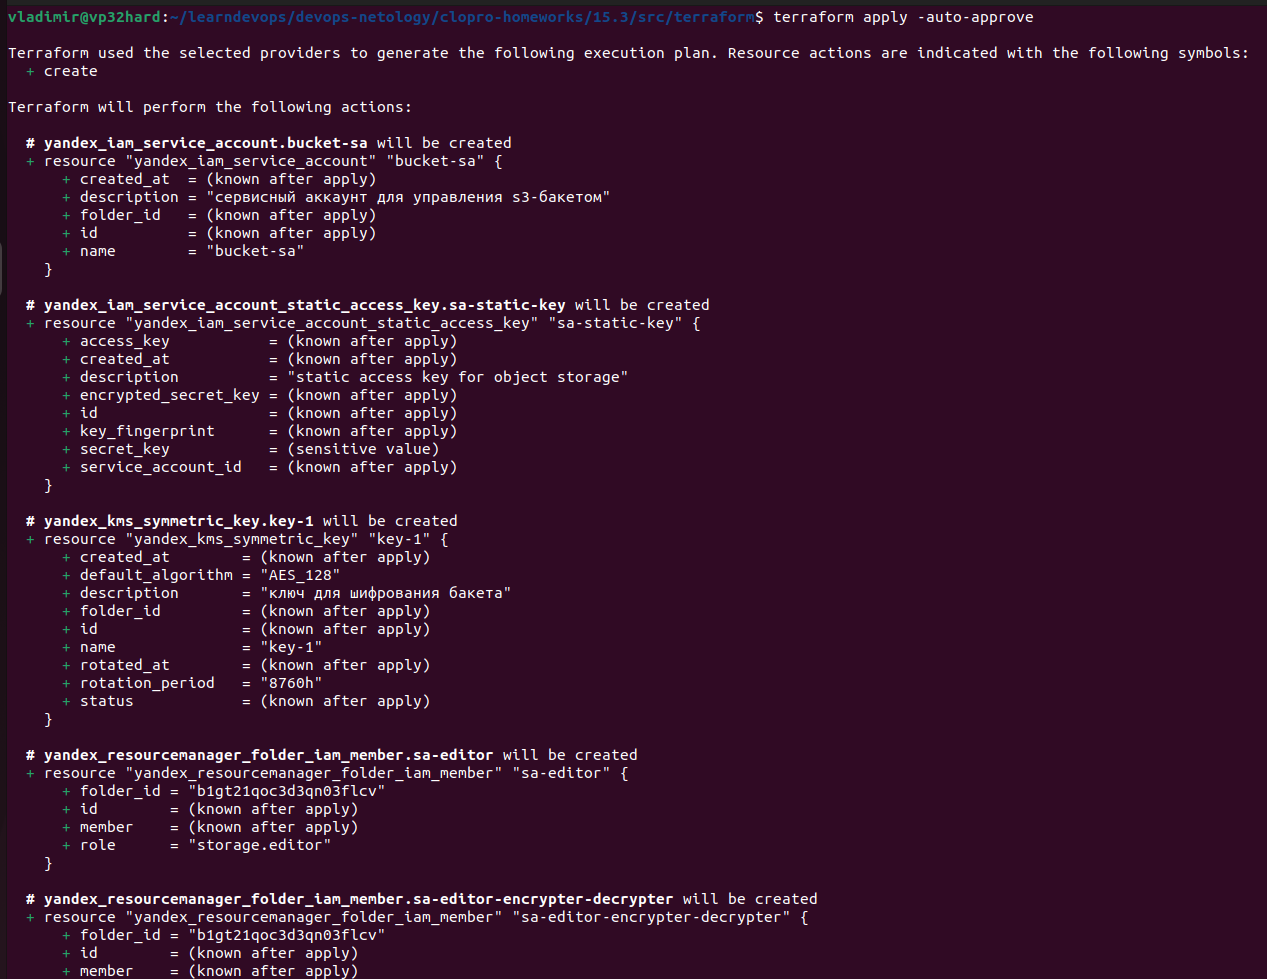 vladimir@vp32hard:~/learndevops/devops-netology/clopro-homeworks/15.3/src/terraform$ terraform apply -auto-approve
Terraform used the selected providers to generate the following execution plan. Resource actions are indicated with the following symbols:
  + create
Terraform will perform the following actions:
  # yandex_iam_service_account.bucket-sa will be created
  + resource "yandex_iam_service_account" "bucket-sa" {
      + created_at  = (known after apply)
      + description = "сервисный аккаунт для управления s3-бакетом"
      + folder_id   = (known after apply)
      + id          = (known after apply)
      + name        = "bucket-sa"
    }
  # yandex_iam_service_account_static_access_key.sa-static-key will be created
  + resource "yandex_iam_service_account_static_access_key" "sa-static-key" {
      + access_key           = (known after apply)
      + created_at           = (known after apply)
      + description          = "static access key for object storage"
      + encrypted_secret_key = (known after apply)
      + id                   = (known after apply)
      + key_fingerprint      = (known after apply)
      + secret_key           = (sensitive value)
      + service_account_id   = (known after apply)
    }
  # yandex_kms_symmetric_key.key-1 will be created
  + resource "yandex_kms_symmetric_key" "key-1" {
      + created_at        = (known after apply)
      + default_algorithm = "AES_128"
      + description       = "ключ для шифрования бакета"
      + folder_id         = (known after apply)
      + id                = (known after apply)
      + name              = "key-1"
      + rotated_at        = (known after apply)
      + rotation_period   = "8760h"
      + status            = (known after apply)
    }
  # yandex_resourcemanager_folder_iam_member.sa-editor will be created
  + resource "yandex_resourcemanager_folder_iam_member" "sa-editor" {
      + folder_id = "b1gt21qoc3d3qn03flcv"
      + id        = (known after apply)
      + member    = (known after apply)
      + role      = "storage.editor"
    }
  # yandex_resourcemanager_folder_iam_member.sa-editor-encrypter-decrypter will be created
  + resource "yandex_resourcemanager_folder_iam_member" "sa-editor-encrypter-decrypter" {
      + folder_id = "b1gt21qoc3d3qn03flcv"
      + id        = (known after apply)
      + member    = (known after apply)